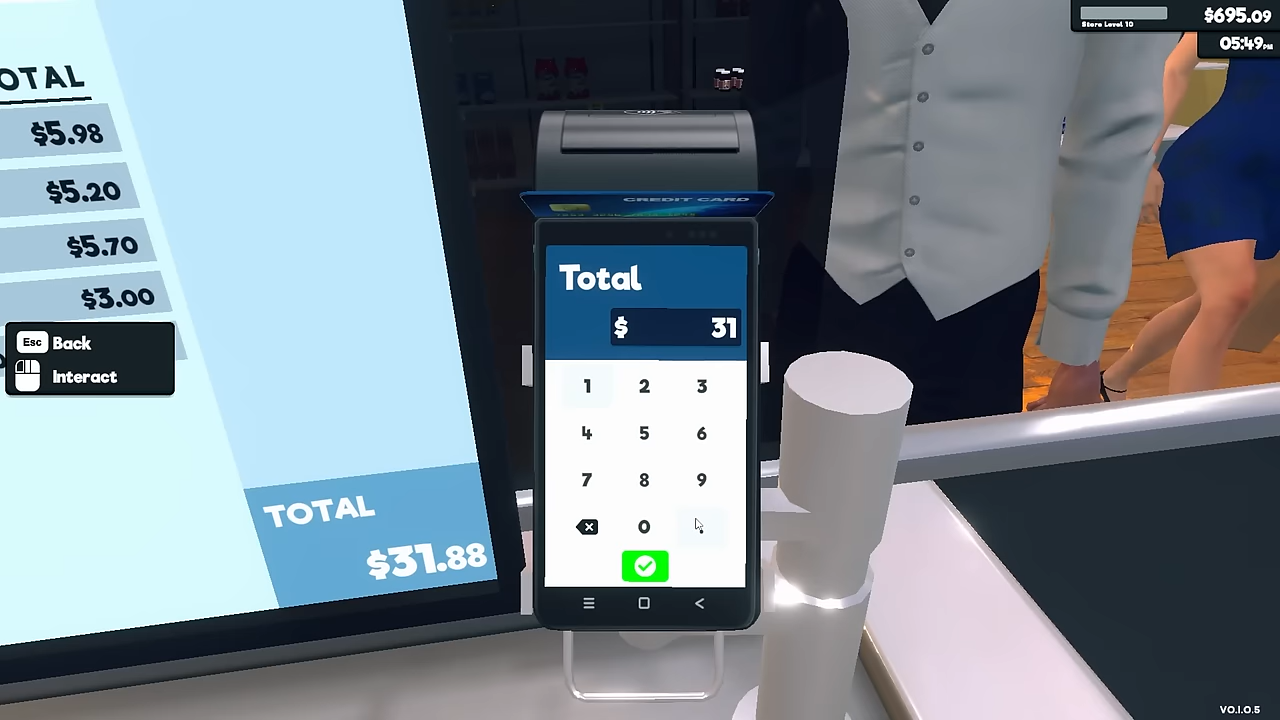 Store Level 10
$695.09
05:49PM
OTAL
$5.98
$5.20
$5.70
$3.00
Esc Back
Interact
TOTAL
$31.88
CREDIT CARD
Total
$ 31
1 2 3
4 5 6
7 8 9
0 .
V0.1.0.5